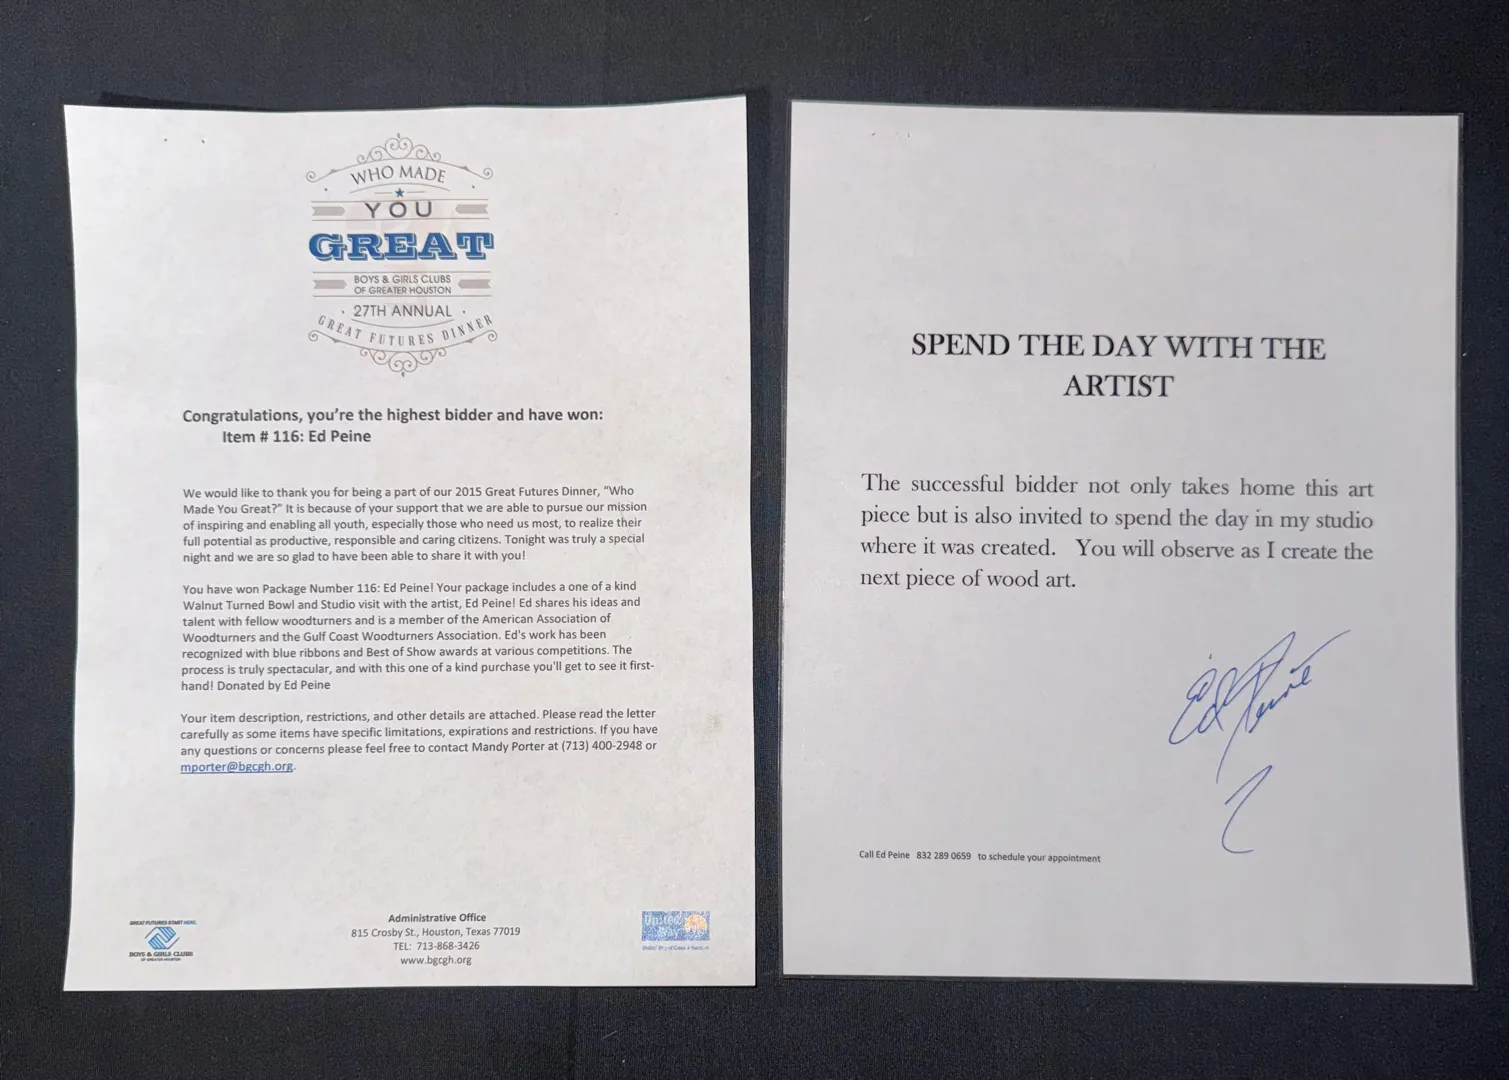 WHO MADE
YOU
GREAT
BOYS & GIRLS CLUBS
OF GREATER HOUSTON
27TH ANNUAL
GREAT FUTURES DINNER
Congratulations, you're the highest bidder and have won:
Item # 116: Ed Peine
We would like to thank you for being a part of our 2015 Great Futures Dinner, "Who
Made You Great?" It is because of your support that we are able to pursue our mission
of inspiring and enabling all youth, especially those who need us most, to realize their
full potential as productive, responsible and caring citizens. Tonight was truly a special
night and we are so glad to have been able to share it with you!
You have won Package Number 116: Ed Peine! Your package includes a one of a kind
Walnut Turned Bowl and Studio visit with the artist, Ed Peine! Ed shares his ideas and
talent with fellow woodturners and is a member of the American Association of
Woodturners and the Gulf Coast Woodturners Association. Ed's work has been
recognized with blue ribbons and Best of Show awards at various competitions. The
process is truly spectacular, and with this one of a kind purchase you'll get to see it first-
hand! Donated by Ed Peine
Your item description, restrictions, and other details are attached. Please read the letter
carefully as some items have specific limitations, expirations and restrictions. If you have
any questions or concerns please feel free to contact Mandy Porter at (713) 400-2948 or
mporter@bgcgh.org.
GREAT FUTURES START HERE.
BOYS & GIRLS CLUBS
OF GREATER HOUSTON
Administrative Office
815 Crosby St., Houston, Texas 77019
TEL: 713-868-3426
www.bgcgh.org
United
Way
SPEND THE DAY WITH THE
ARTIST
The successful bidder not only takes home this art
piece but is also invited to spend the day in my studio
where it was created. You will observe as I create the
next piece of wood art.
Ed Peine
Call Ed Peine 832 289 0659 to schedule your appointment